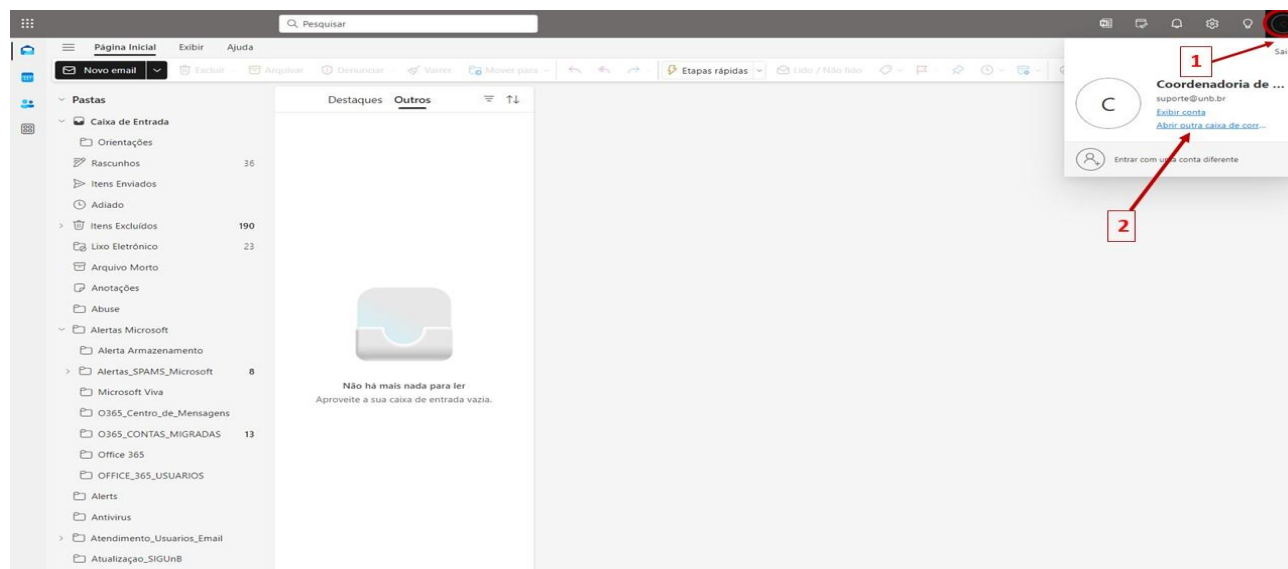 Pesquisar
Página Inicial Exibir Ajuda
Sai
Novo email Excluir Arquivar Denunciar Varrer Mover para Etapas rápidas Lido / Não lido
1
Pastas
Destaques Outros
Coordenadoria de ...
C
suporte@unb.br
Exibir conta
Abrir outra caixa de corr...
Caixa de Entrada
Orientações
Rascunhos 36
Entrar com uma conta diferente
Itens Enviados
Adiado
2
Itens Excluídos 190
Lixo Eletrônico 23
Arquivo Morto
Anotações
Abuse
Alertas Microsoft
Alerta Armazenamento
Alertas_SPAMS_Microsoft 8
Não há mais nada para ler
Aproveite a sua caixa de entrada vazia.
Microsoft Viva
O365_Centro_de_Mensagens
O365_CONTAS_MIGRADAS 13
Office 365
OFFICE_365_USUARIOS
Alerts
Antivirus
Atendimento_Usuarios_Email
Atualizaçao_SIGUnB